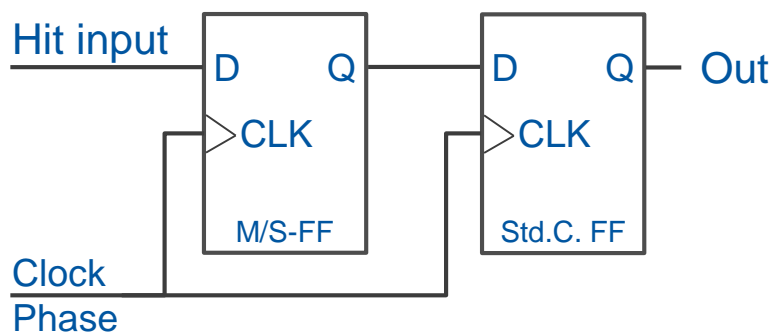 Hit input
D Q
D Q
Out
CLK
CLK
M/S-FF
Std.C. FF
Clock
Phase